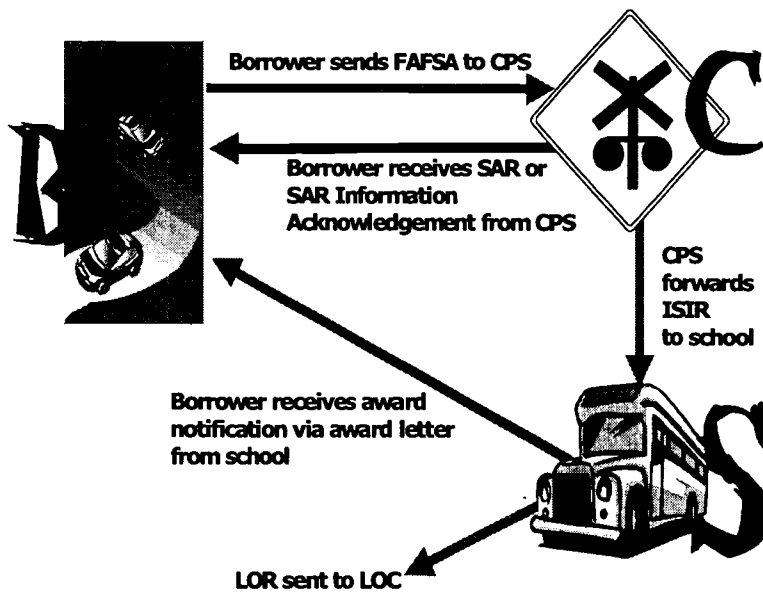 Borrower sends FAFSA to CPS
C
Borrower receives SAR or
SAR Information
Acknowledgement from CPS
CPS
forwards
ISIR
to school
Borrower receives award
notification via award letter
from school
S
LOR sent to LOC